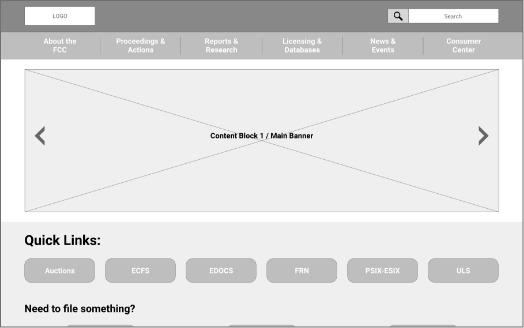 LOGO
Search
About the
FCC
Proceedings &
Actions
Reports &
Research
Licensing &
Databases
News &
Events
Consumer
Center
Content Block 1 / Main Banner
Quick Links:
Auctions
ECFS
EDOCS
FRN
PSIX-ESIX
ULS
Need to file something?